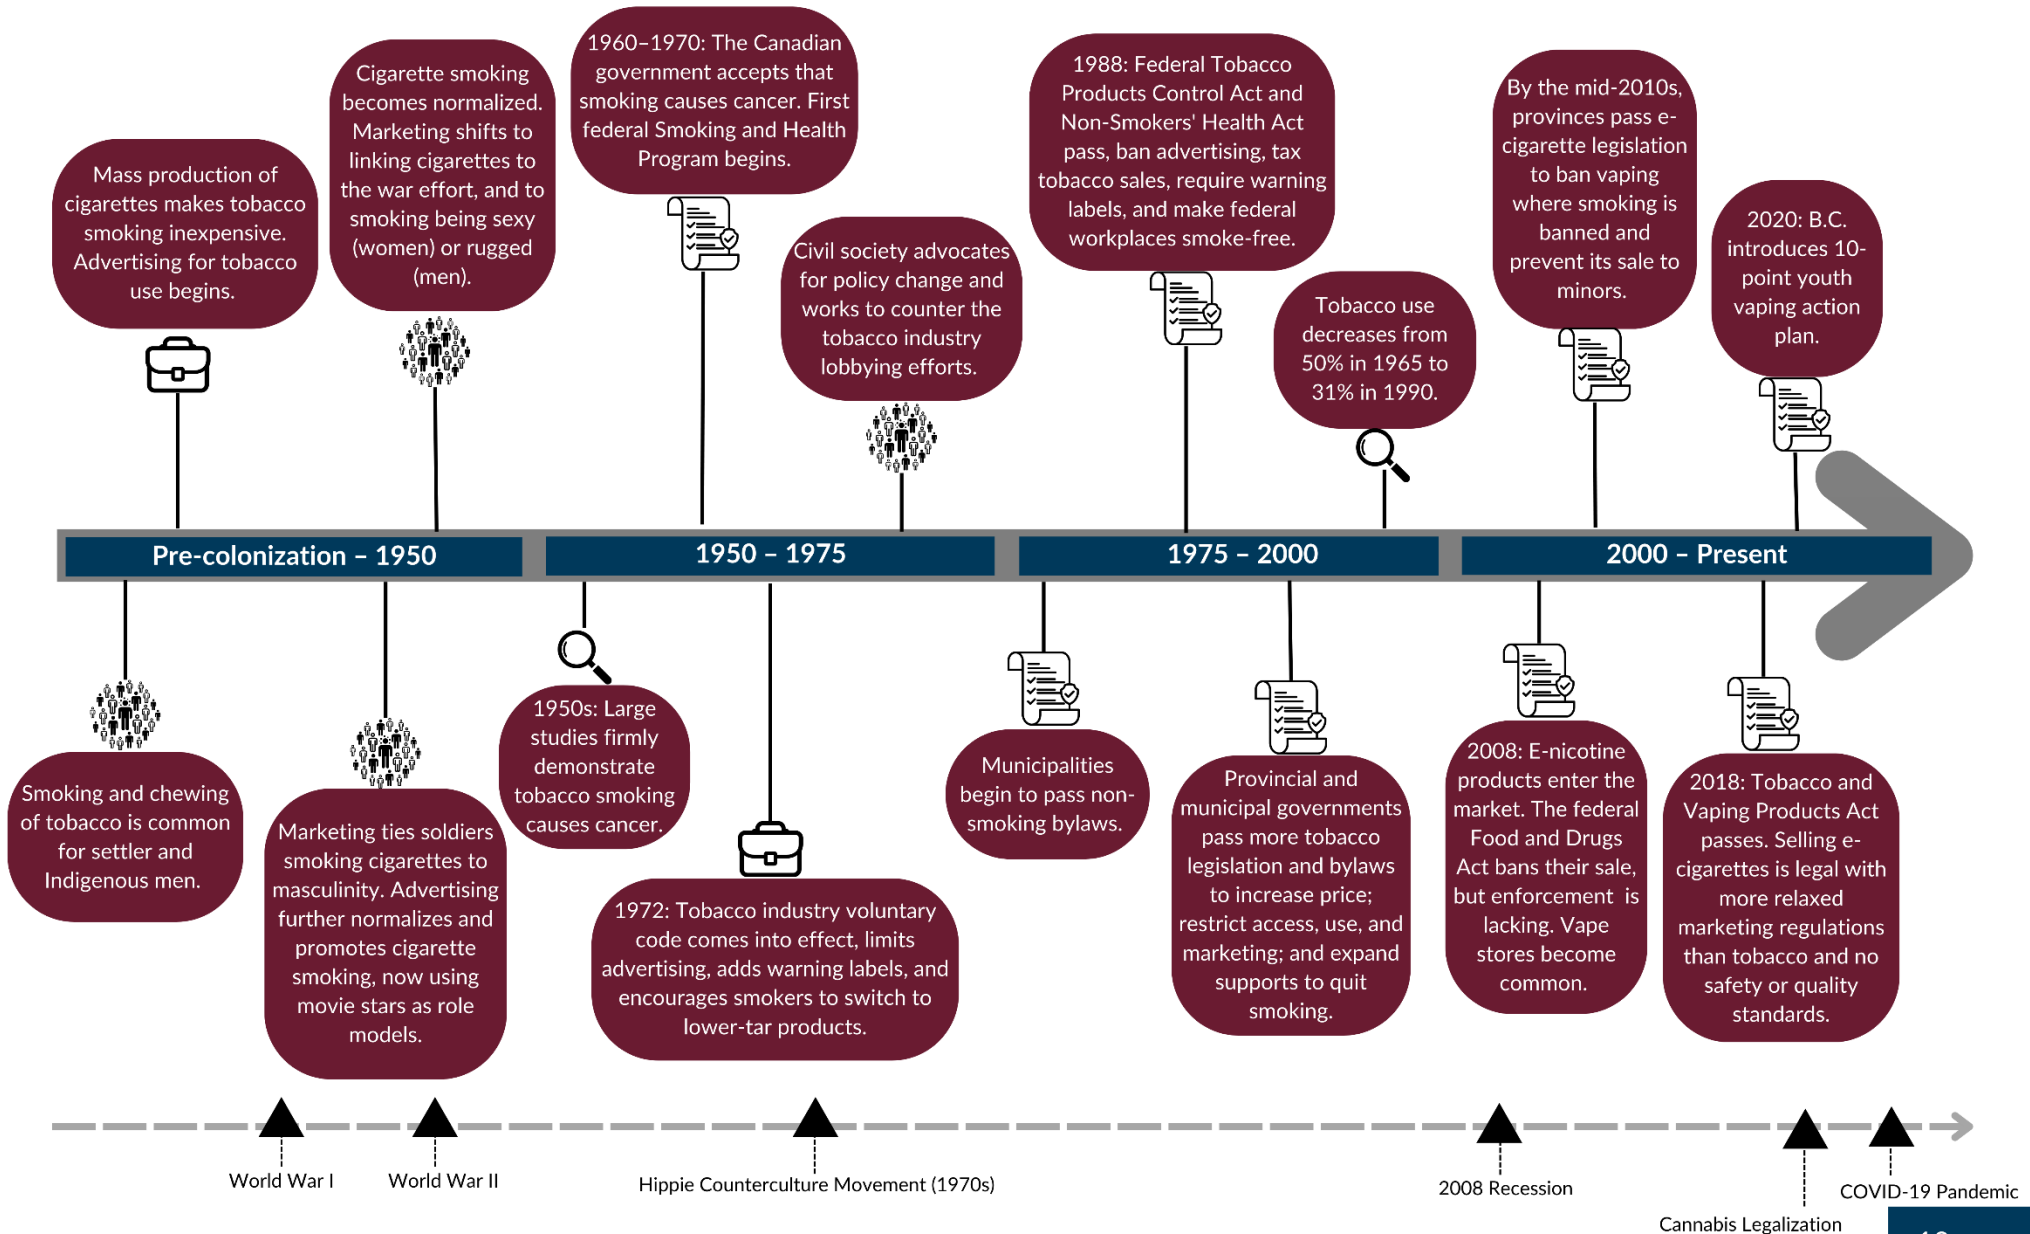 Mass production of
cigarettes makes tobacco
smoking inexpensive.
Advertising for tobacco
use begins.
Cigarette smoking
becomes normalized.
Marketing shifts to
linking cigarettes to
the war effort, and to
smoking being sexy
(women) or rugged
(men).
1960–1970: The Canadian
government accepts that
smoking causes cancer. First
federal Smoking and Health
Program begins.
Civil society advocates
for policy change and
works to counter the
tobacco industry
lobbying efforts.
1988: Federal Tobacco
Products Control Act and
Non-Smokers' Health Act
pass, ban advertising, tax
tobacco sales, require warning
labels, and make federal
workplaces smoke-free.
Tobacco use
decreases from
50% in 1965 to
31% in 1990.
By the mid-2010s,
provinces pass e-
cigarette legislation
to ban vaping
where smoking is
banned and
prevent its sale to
minors.
2020: B.C.
introduces 10-
point youth
vaping action
plan.
Pre-colonization – 1950
1950 – 1975
1975 – 2000
2000 – Present
Smoking and chewing
of tobacco is common
for settler and
Indigenous men.
Marketing ties soldiers
smoking cigarettes to
masculinity. Advertising
further normalizes and
promotes cigarette
smoking, now using
movie stars as role
models.
1950s: Large
studies firmly
demonstrate
tobacco smoking
causes cancer.
1972: Tobacco industry voluntary
code comes into effect, limits
advertising, adds warning labels, and
encourages smokers to switch to
lower-tar products.
Municipalities
begin to pass non-
smoking bylaws.
Provincial and
municipal governments
pass more tobacco
legislation and bylaws
to increase price;
restrict access, use, and
marketing; and expand
supports to quit
smoking.
2008: E-nicotine
products enter the
market. The federal
Food and Drugs
Act bans their sale,
but enforcement is
lacking. Vape
stores become
common.
2018: Tobacco and
Vaping Products Act
passes. Selling e-
cigarettes is legal with
more relaxed
marketing regulations
than tobacco and no
safety or quality
standards.
World War I
World War II
Hippie Counterculture Movement (1970s)
2008 Recession
Cannabis Legalization
COVID-19 Pandemic